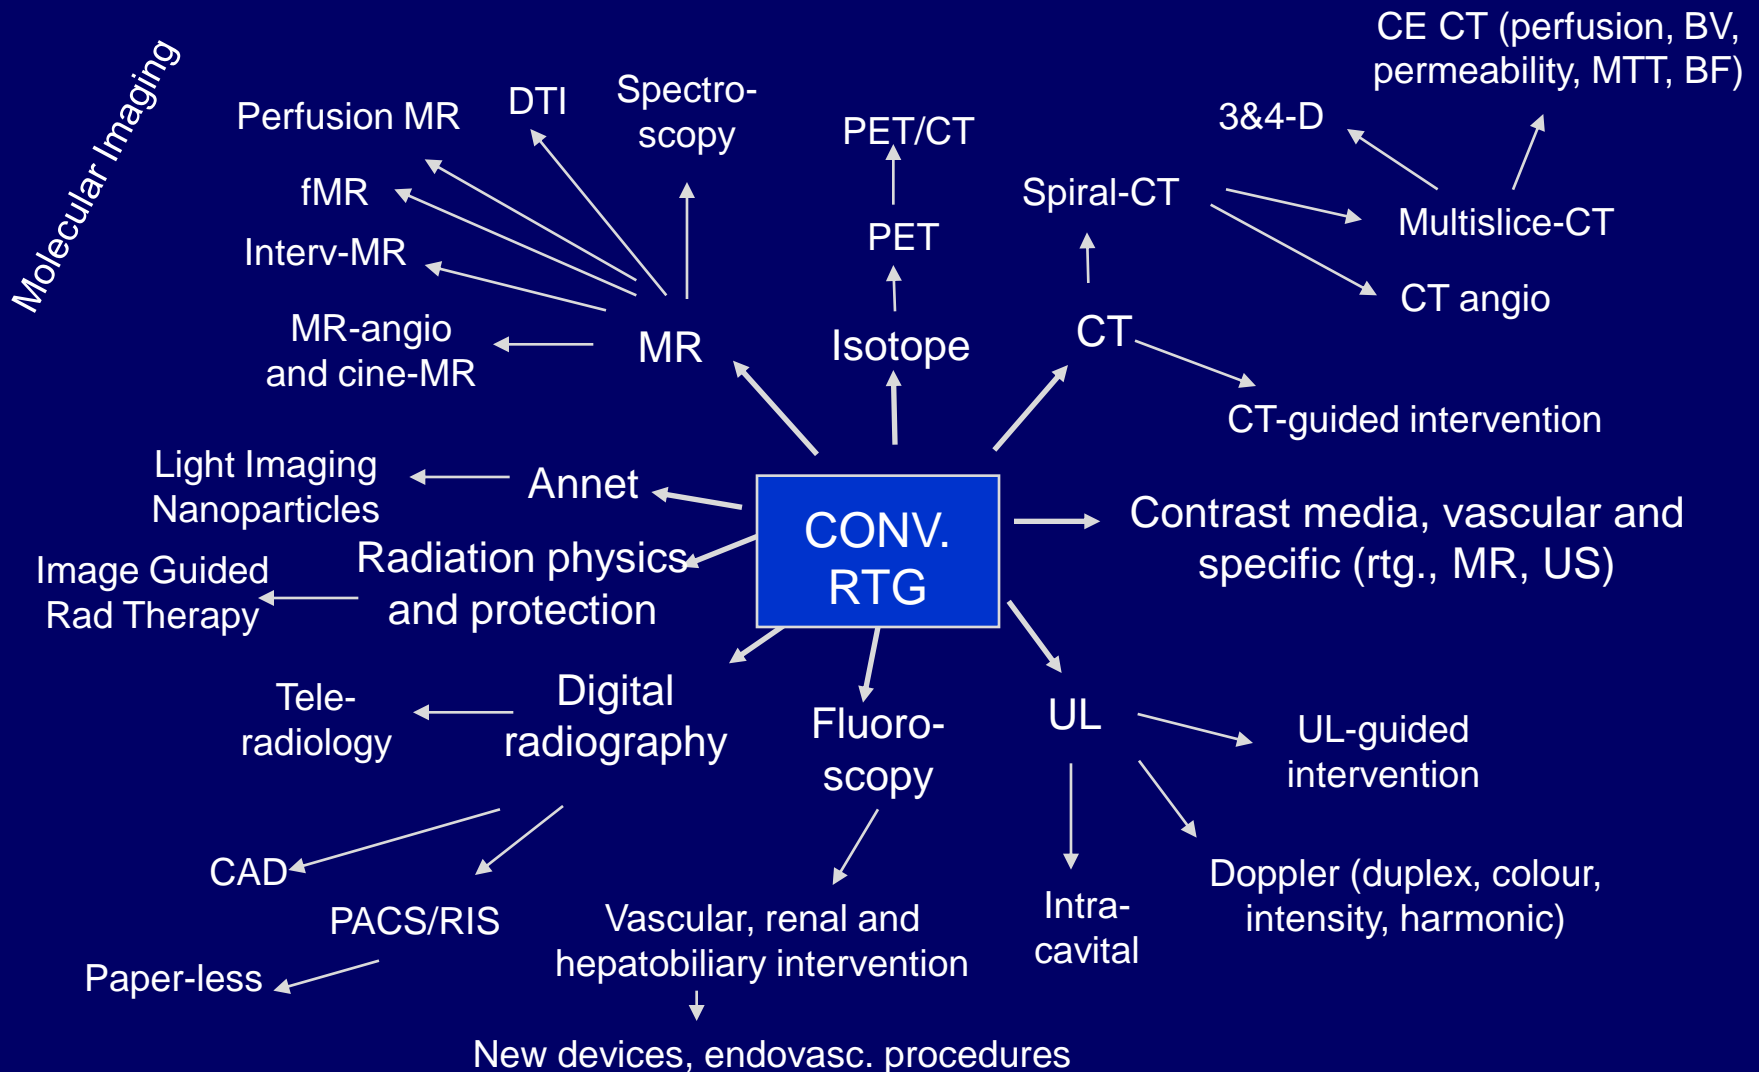 CE CT (perfusion, BV,
permeability, MTT, BF)
Molecular Imaging
Perfusion MR
DTI
Spectro-
scopy
PET/CT
3&4-D
fMR
Spiral-CT
Multislice-CT
Interv-MR
PET
CT angio
MR-angio
and cine-MR
MR
Isotope
CT
CT-guided intervention
Light Imaging
Nanoparticles
Annet
CONV.
RTG
Contrast media, vascular and
specific (rtg., MR, US)
Image Guided
Rad Therapy
Radiation physics
and protection
Tele-
radiology
Digital
radiography
Fluoro-
scopy
UL
UL-guided
intervention
CAD
PACS/RIS
Paper-less
Vascular, renal and
hepatobiliary intervention
Intra-
cavital
Doppler (duplex, colour,
intensity, harmonic)
New devices, endovasc. procedures